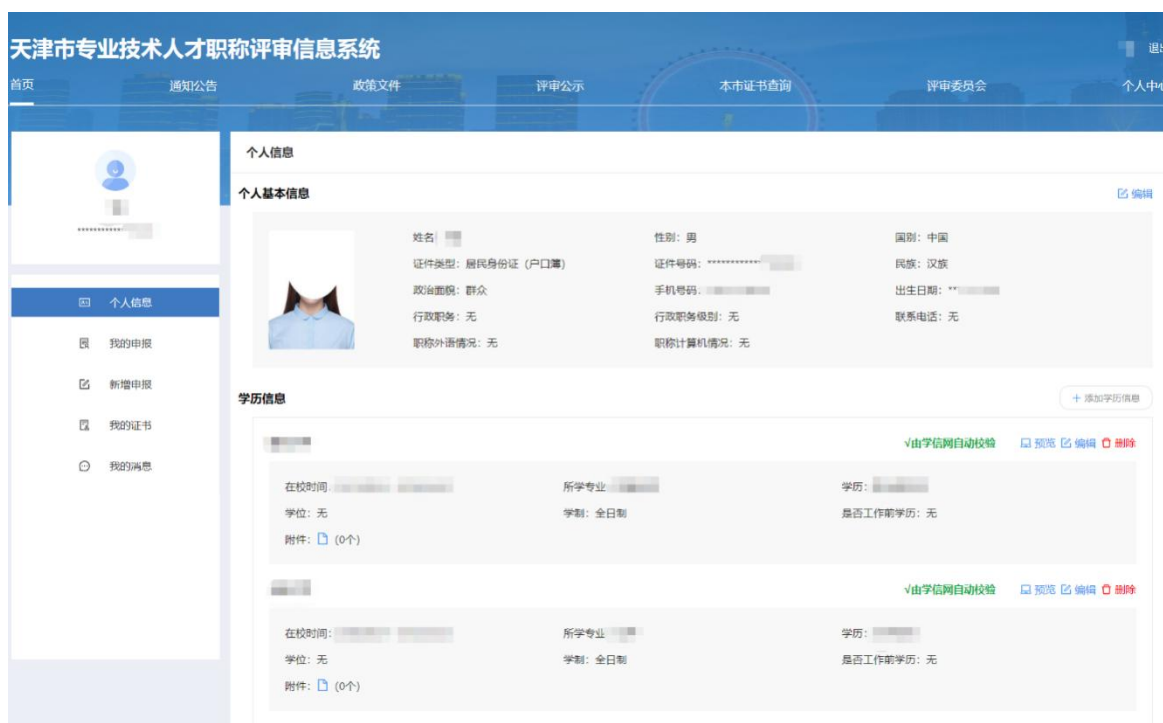 天津市专业技术人才职称评审信息系统
退出
首页 通知公告 政策文件 评审公示 本市证书查询 评审委员会 个人中心
个人信息
个人基本信息 编辑
***********
姓名
性别：男
国别：中国
证件类型：居民身份证（户口簿）
证件号码：***********
民族：汉族
政治面貌：群众
手机号码：
出生日期：**
行政职务：无
行政职务级别：无
联系电话：无
职称外语情况：无
职称计算机情况：无
个人信息
我的申报
新增申报
我的证书
我的消息
学历信息 + 添加学历信息
√由学信网自动校验 预览 编辑 删除
在校时间：
所学专业
学历：
学位：无
学制：全日制
是否工作前学历：无
附件： (0个)
√由学信网自动校验 预览 编辑 删除
在校时间：
所学专业
学历：
学位：无
学制：全日制
是否工作前学历：无
附件： (0个)